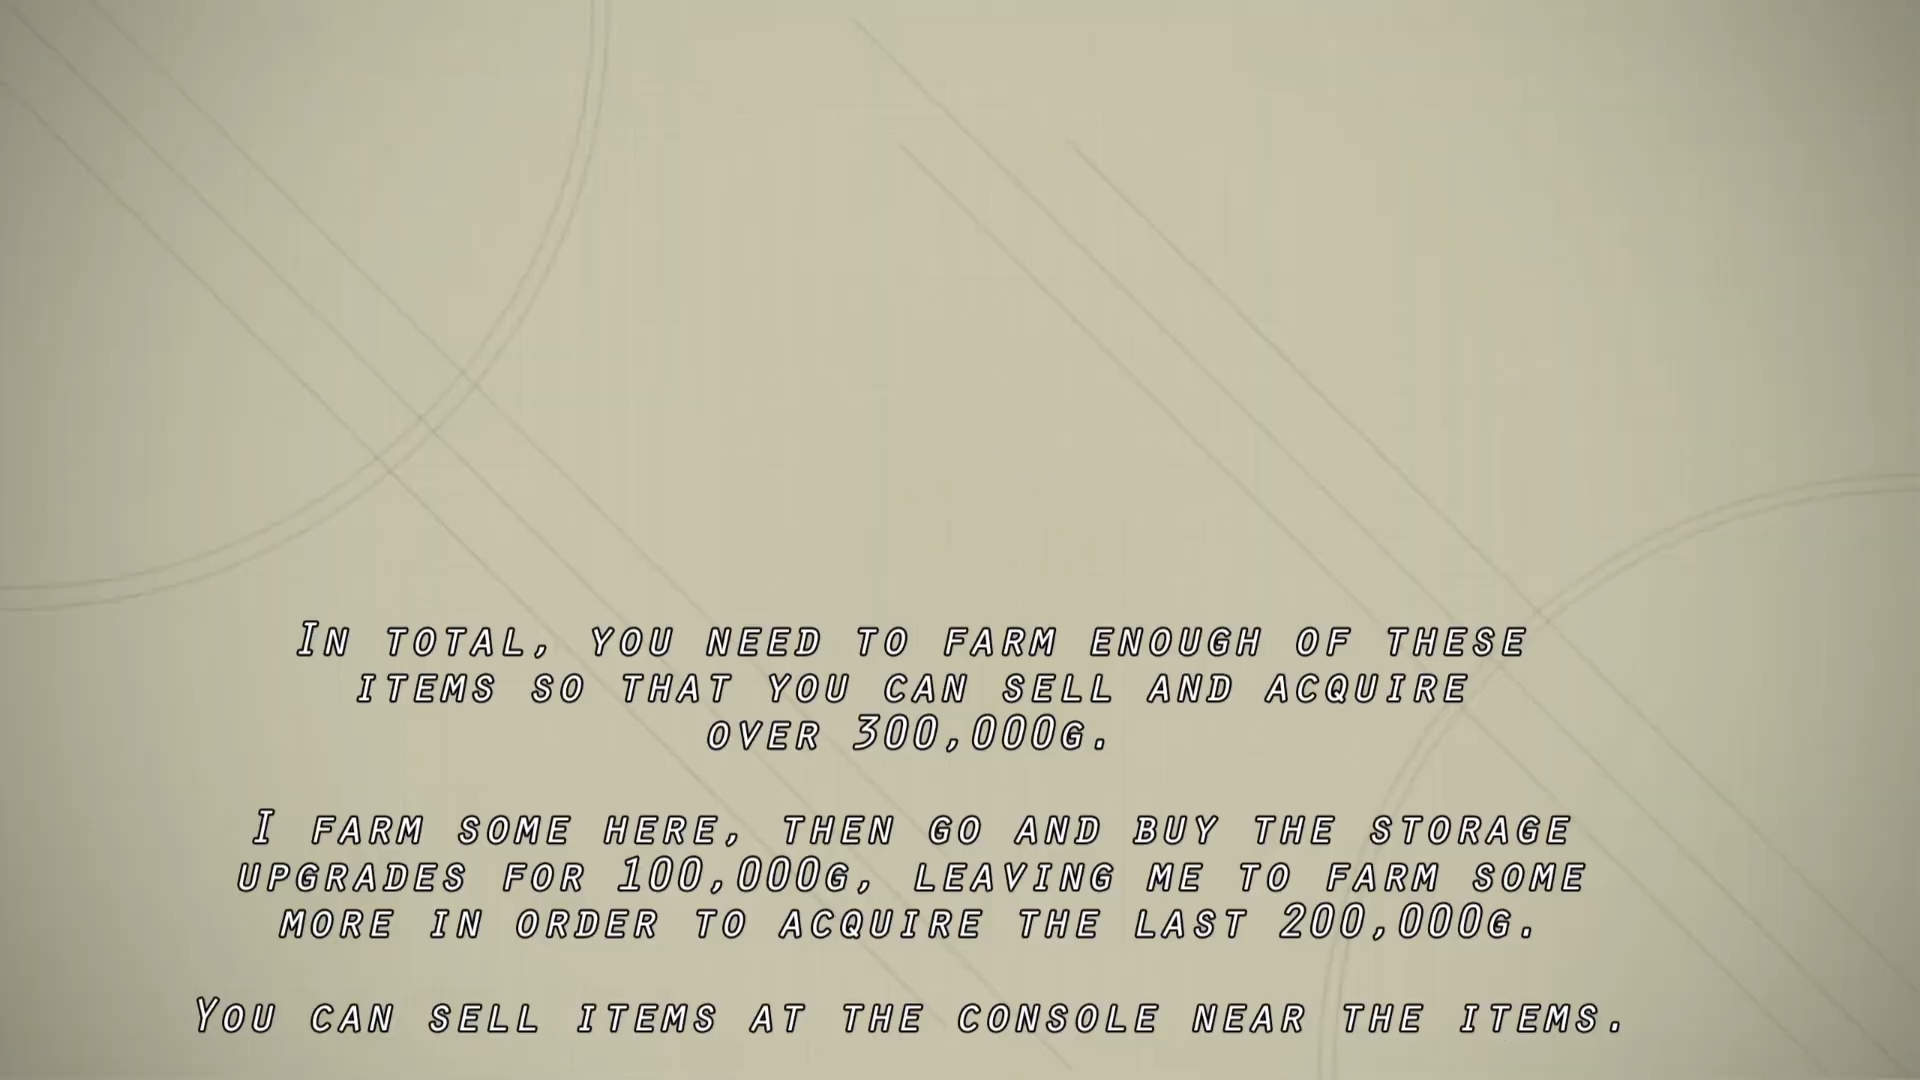 In total, you need to farm enough of these
items so that you can sell and acquire
over 300,000g.
I farm some here, then go and buy the storage
upgrades for 100,000g, leaving me to farm some
more in order to acquire the last 200,000g.
You can sell items at the console near the items.